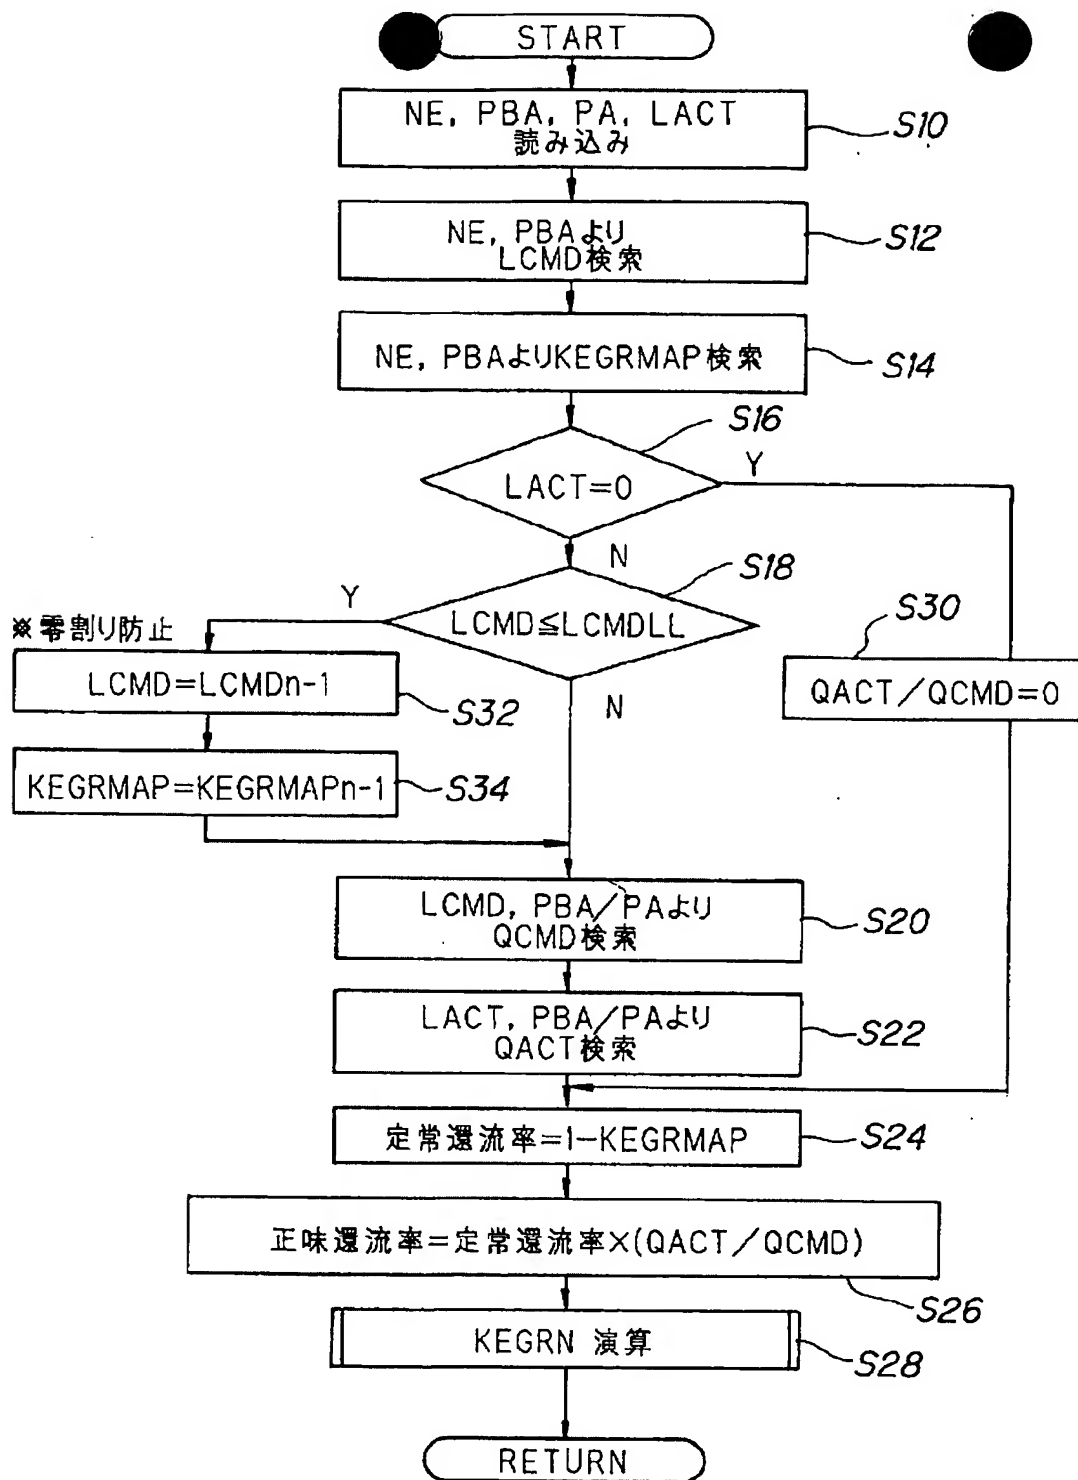 START
NE, PBA, PA, LACT
読み込み
S10
NE, PBAより
LCMD検索
S12
NE, PBAよりKEGRMAP検索
S14
S16
LACT=0
Y
N
S18
Y
LCMD≦LCMDLL
S30
※零割り防止
LCMD=LCMDn-1
S32
N
QACT/QCMD=0
KEGRMAP=KEGRMAPn-1
S34
LCMD, PBA/PAより
QCMD検索
S20
LACT, PBA/PAより
QACT検索
S22
定常還流率=1-KEGRMAP
S24
正味還流率=定常還流率×(QACT/QCMD)
S26
KEGRN 演算
S28
RETURN